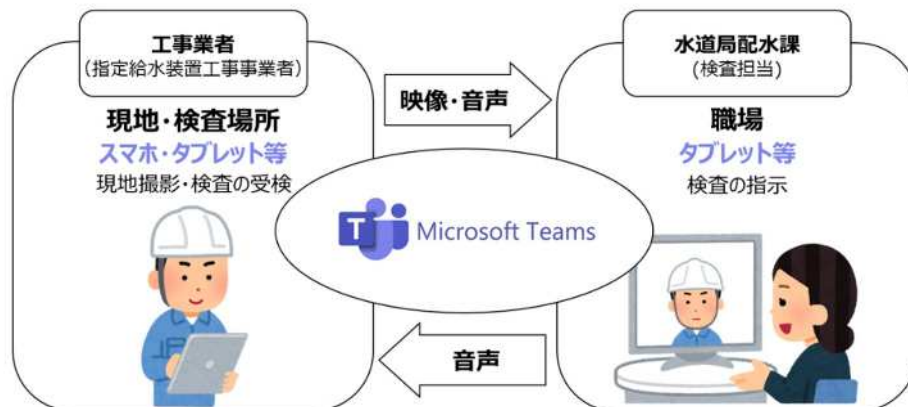 工事業者
（指定給水装置工事事業者）
現地・検査場所
スマホ・タブレット等
現地撮影・検査の受検
映像・音声
水道局配水課
(検査担当)
職場
タブレット等
検査の指示
T
Microsoft Teams
音声